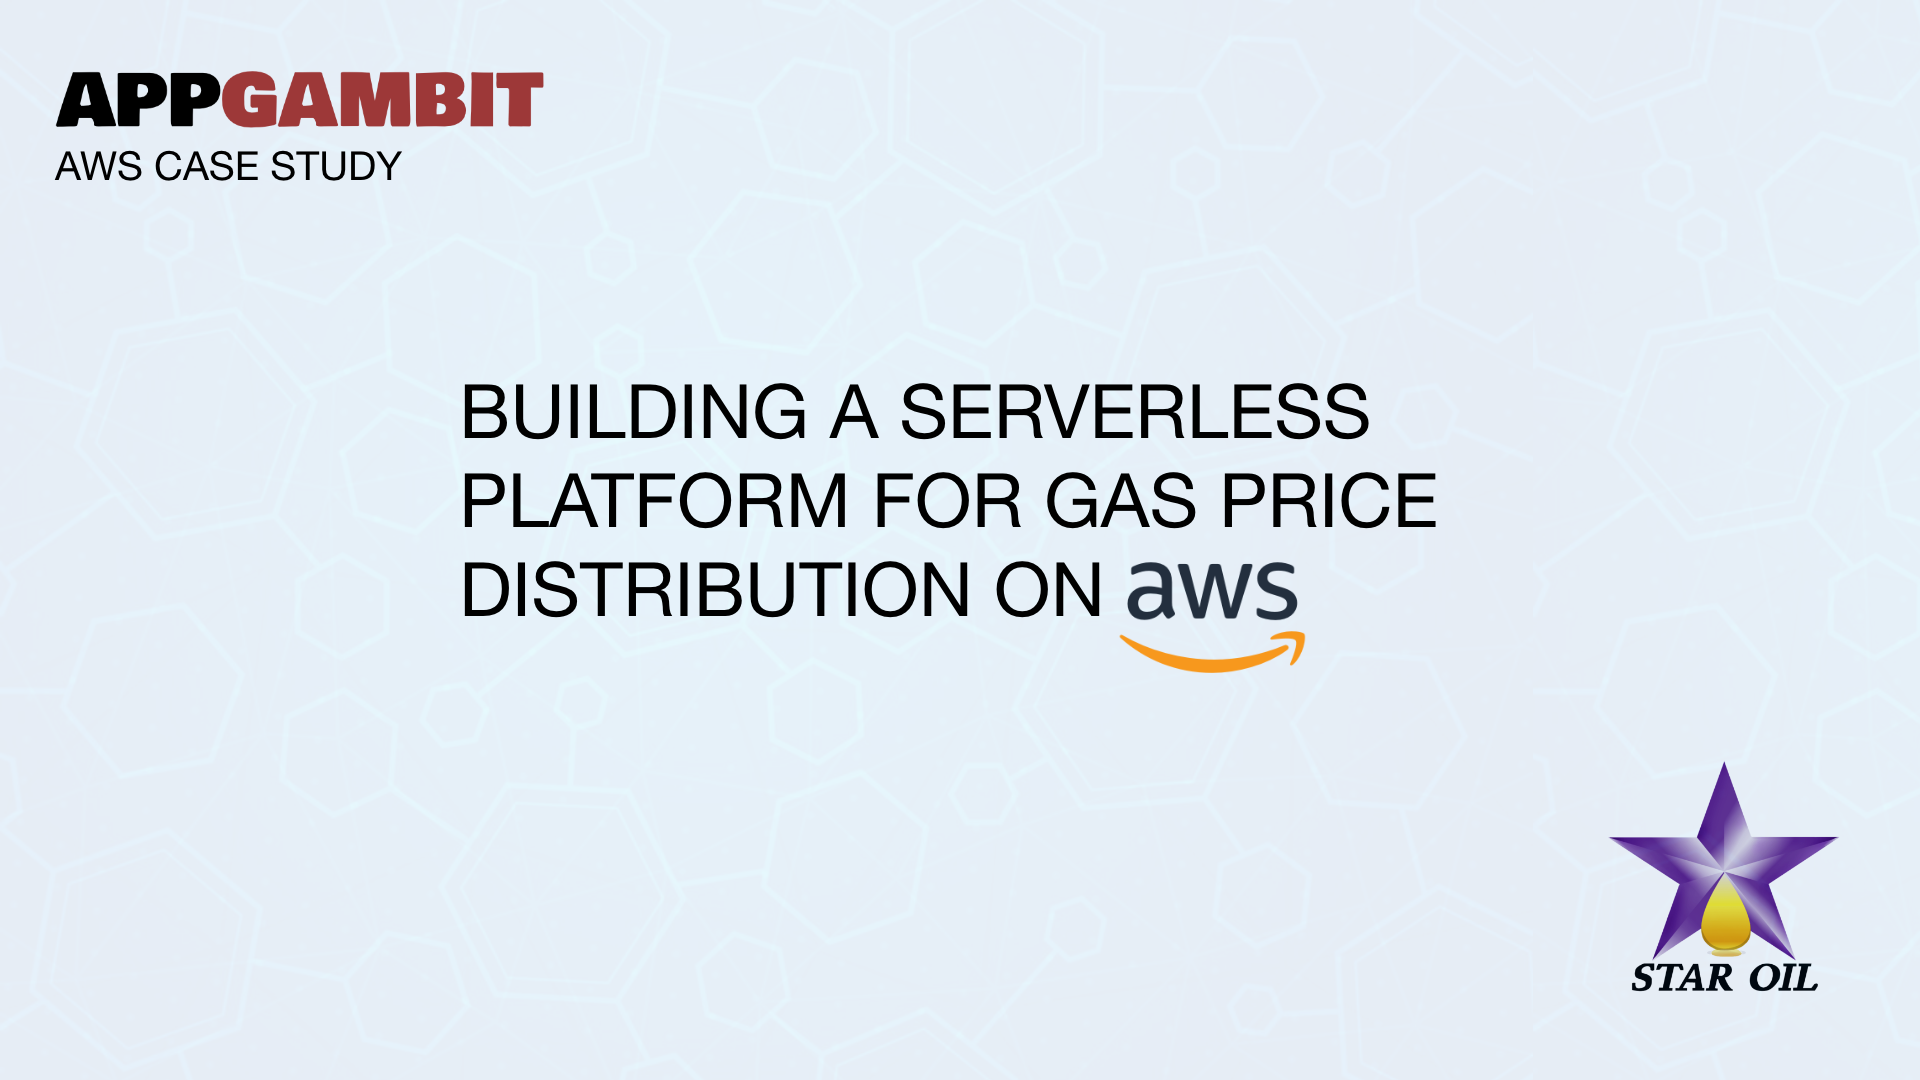 APPGAMBIT
AWS CASE STUDY
BUILDING A SERVERLESS
PLATFORM FOR GAS PRICE
DISTRIBUTION ON aws
STAR OIL